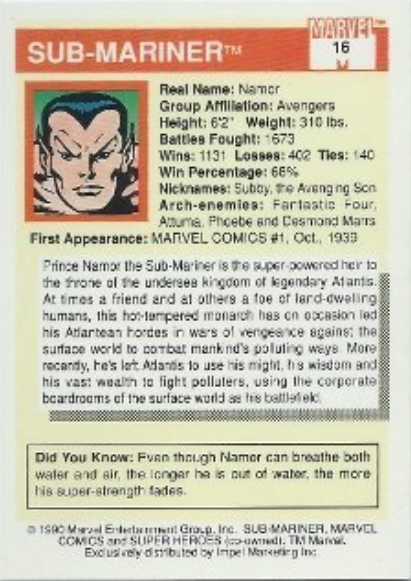 MARVEL
16
SUB-MARINER™
Real Name: Namor
Group Affiliation: Avengers
Height: 6'2" Weight: 310 lbs.
Battles Fought: 1673
Wins: 1131 Losses: 402 Ties: 140
Win Percentage: 68%
Nicknames: Subby, the Avenging Son
Arch-enemies: Fantastic Four,
Attuma, Phoebe and Desmond Marrs
First Appearance: MARVEL COMICS #1, Oct., 1939
Prince Namor the Sub-Mariner is the super-powered heir to
the throne of the undersea kingdom of legendary Atlantis.
At times a friend and at others a foe of land-dwelling
humans, this hot-tempered monarch has on occasion led
his Atlantean hordes in wars of vengeance against the
surface world to combat mankind's polluting ways. More
recently, he's left Atlantis to use his might, his wisdom and
his vast wealth to fight polluters, using the corporate
boardrooms of the surface world as his battlefield.
Did You Know: Even though Namor can breathe both
water and air, the longer he is out of water, the more
his super-strength fades.
© 1990 Marvel Entertainment Group, Inc. SUB-MARINER, MARVEL
COMICS and SUPER HEROES (co-owned). TM Marvel.
Exclusively distributed by Impel Marketing Inc.